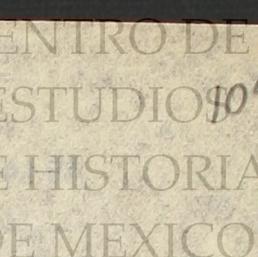 ENTRO DE
ESTUDIOS
E HISTORIA
DE MEXICO